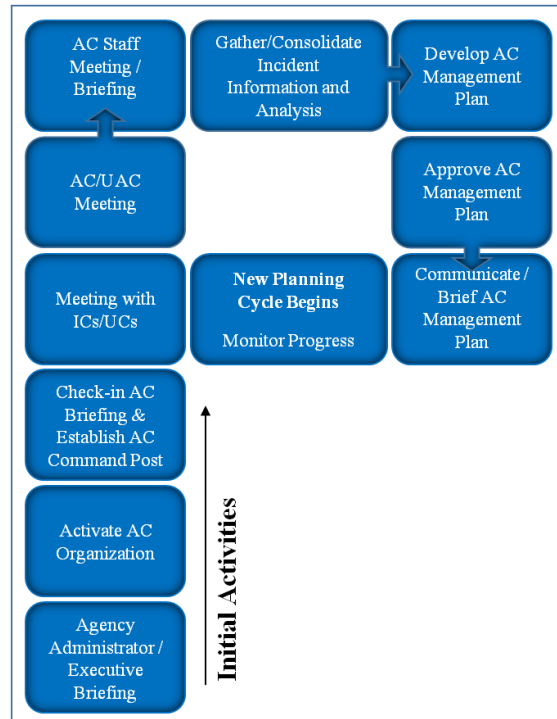 AC Staff
Meeting /
Briefing
Gather/Consolidate
Incident
Information and
Analysis
Develop AC
Management
Plan
AC/UAC
Meeting
Approve AC
Management
Plan
Meeting with
ICs/UCs
New Planning
Cycle Begins
Monitor Progress
Communicate /
Brief AC
Management
Plan
Check-in AC
Briefing &
Establish AC
Command Post
Activate AC
Organization
Agency
Administrator /
Executive
Briefing
Initial Activities